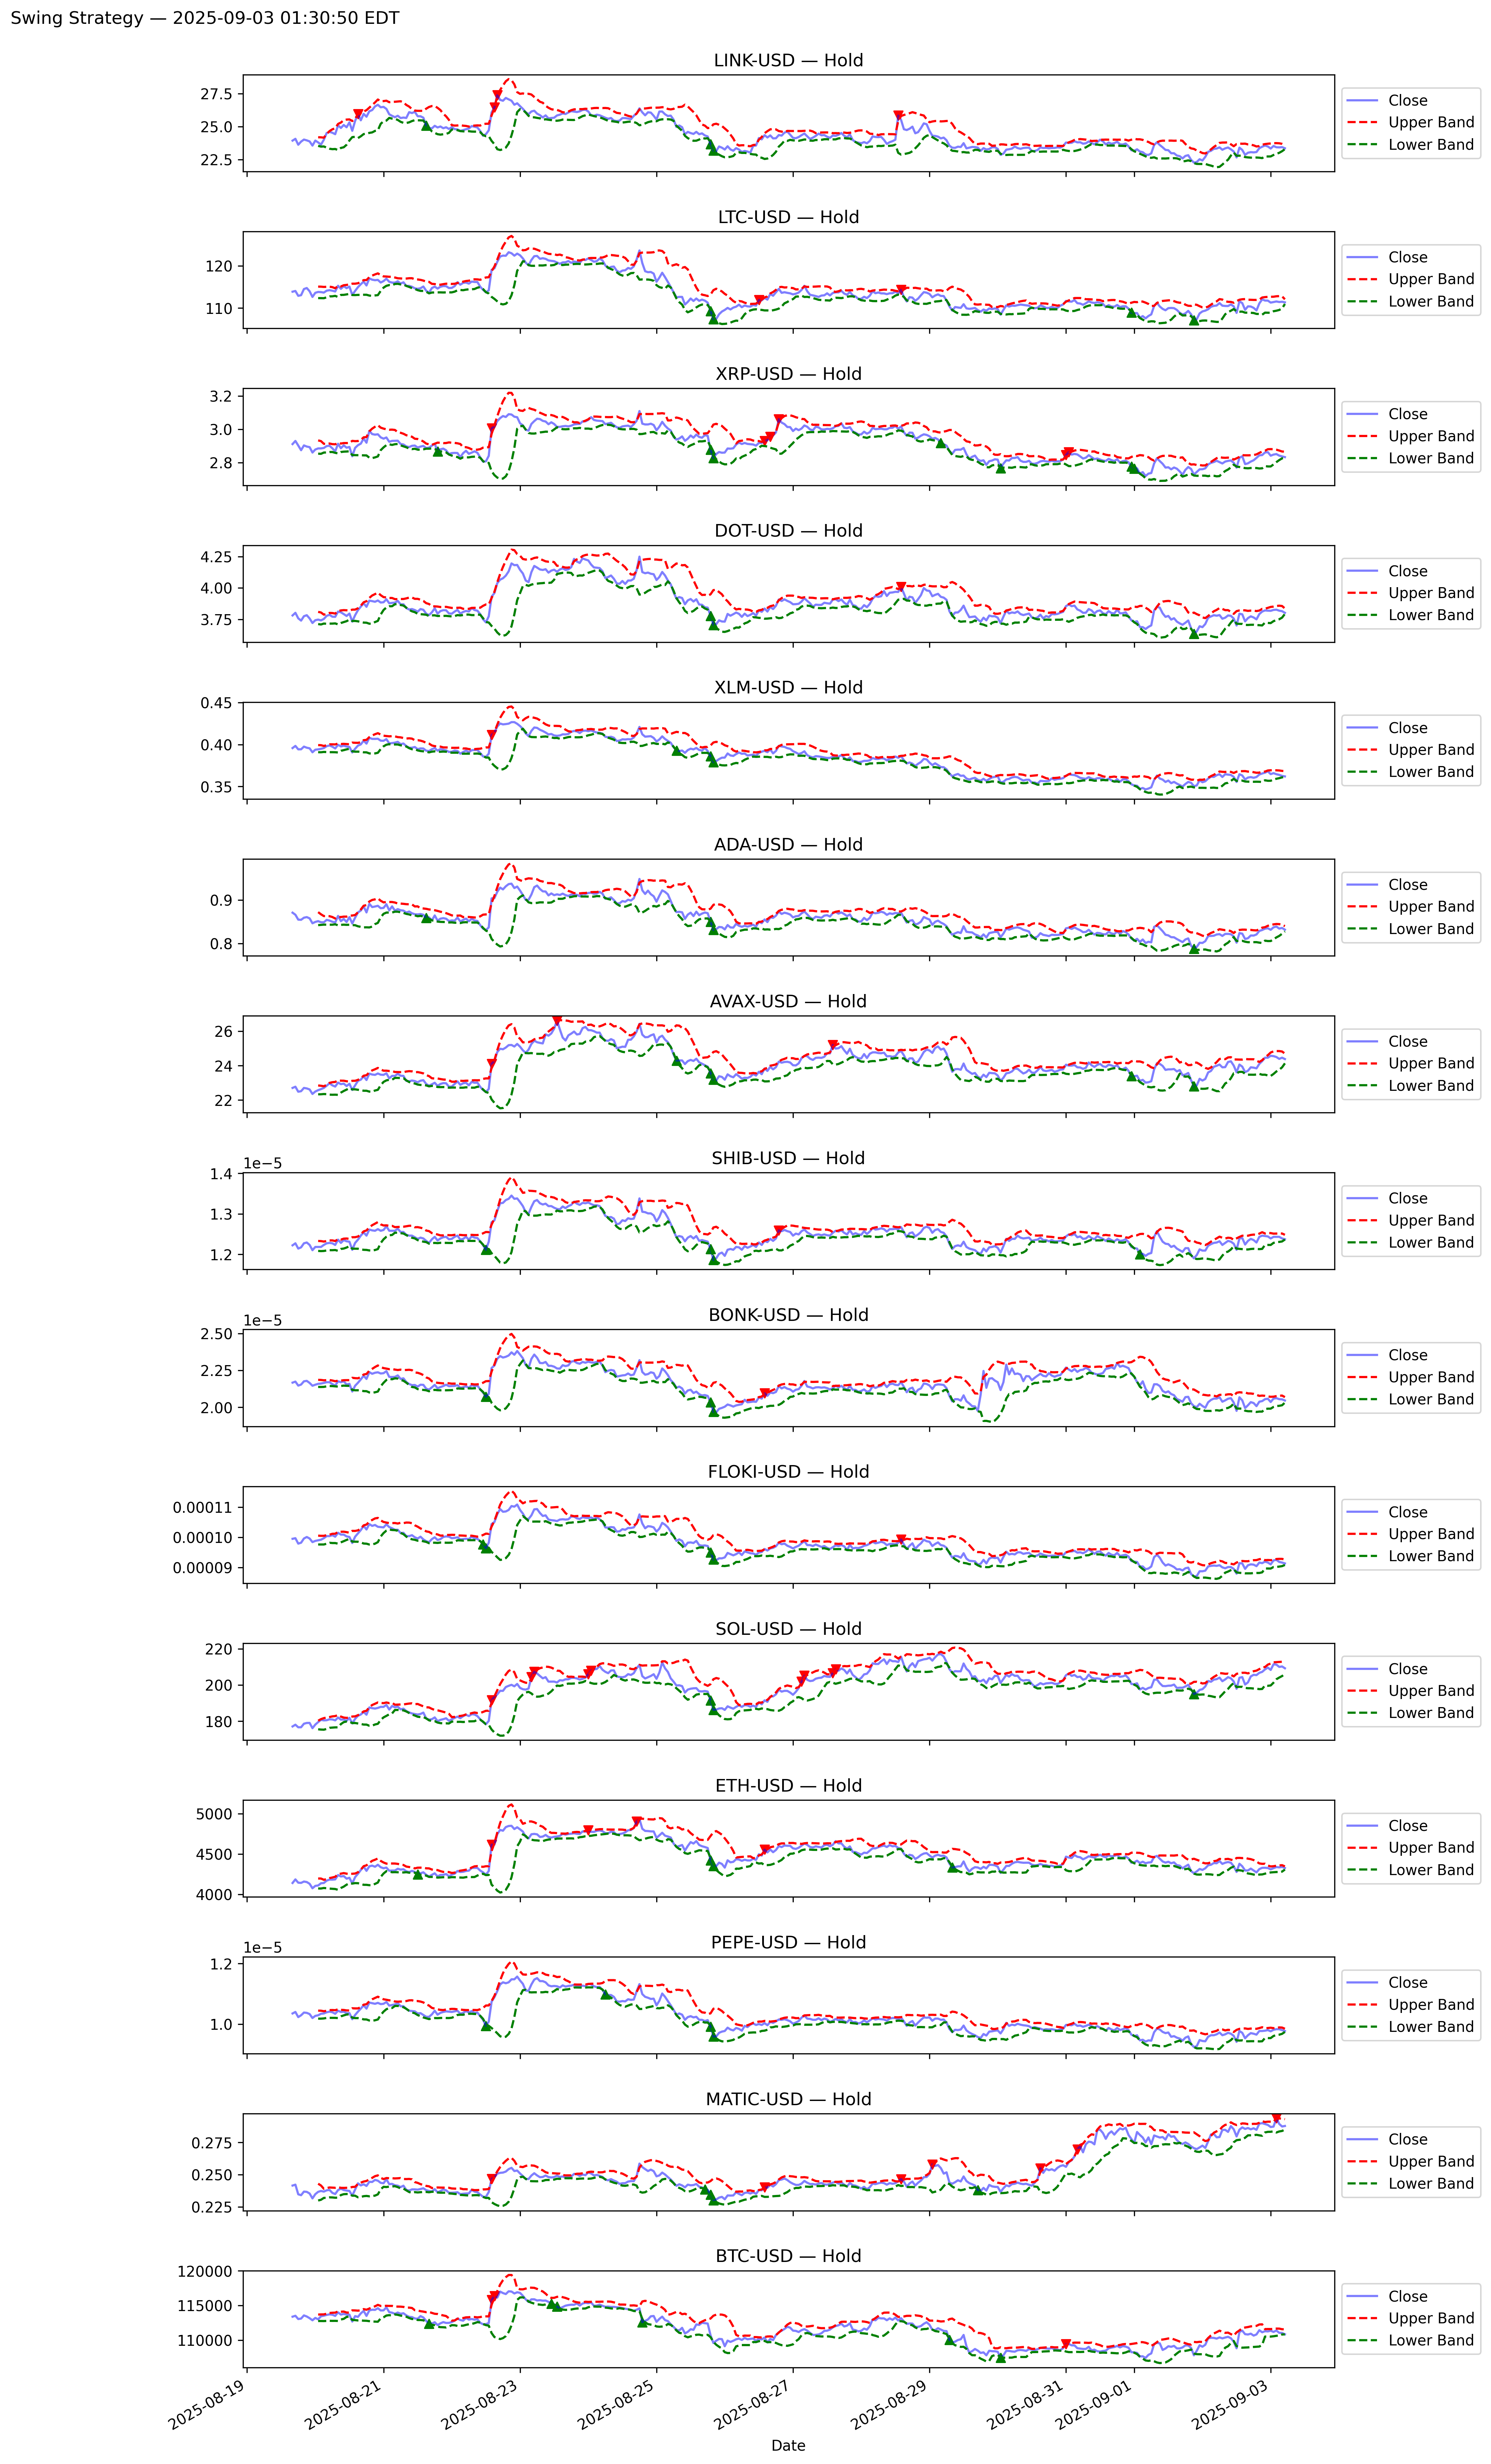 Swing Strategy — 2025-09-03 01:30:50 EDT
LINK-USD — Hold
27.5
25.0
22.5
Close
Upper Band
Lower Band
LTC-USD — Hold
120
110
Close
Upper Band
Lower Band
XRP-USD — Hold
3.2
3.0
2.8
Close
Upper Band
Lower Band
DOT-USD — Hold
4.25
4.00
3.75
Close
Upper Band
Lower Band
XLM-USD — Hold
0.45
0.40
0.35
Close
Upper Band
Lower Band
ADA-USD — Hold
0.9
0.8
Close
Upper Band
Lower Band
AVAX-USD — Hold
26
24
22
Close
Upper Band
Lower Band
SHIB-USD — Hold
1e−5
1.4
1.3
1.2
Close
Upper Band
Lower Band
BONK-USD — Hold
1e−5
2.50
2.25
2.00
Close
Upper Band
Lower Band
FLOKI-USD — Hold
0.00011
0.00010
0.00009
Close
Upper Band
Lower Band
SOL-USD — Hold
220
200
180
Close
Upper Band
Lower Band
ETH-USD — Hold
5000
4500
4000
Close
Upper Band
Lower Band
PEPE-USD — Hold
1e−5
1.2
1.0
Close
Upper Band
Lower Band
MATIC-USD — Hold
0.275
0.250
0.225
Close
Upper Band
Lower Band
BTC-USD — Hold
120000
115000
110000
Close
Upper Band
Lower Band
2025-08-19
2025-08-21
2025-08-23
2025-08-25
2025-08-27
2025-08-29
2025-08-31
2025-09-01
2025-09-03
Date